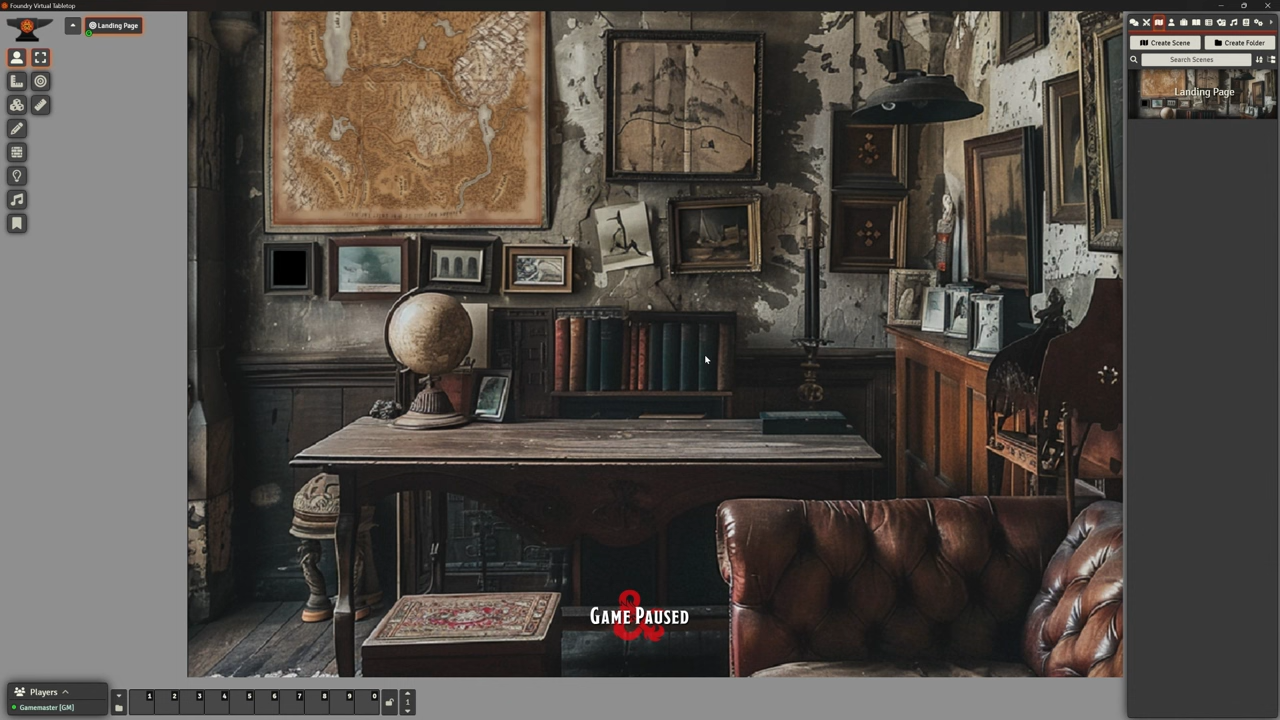 Foundry Virtual Tabletop
Landing Page
G
Create Scene
Create Folder
Search Scenes
Landing Page
GAME PAUSED
Players
Gamemaster [GM]
1 2 3 4 5 6 7 8 9 0
1